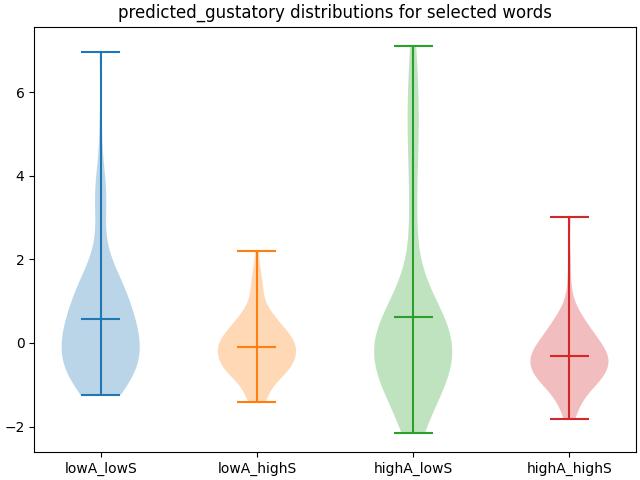 predicted_gustatory distributions for selected words
6
4
2
0
−2
lowA_lowS lowA_highS highA_lowS highA_highS